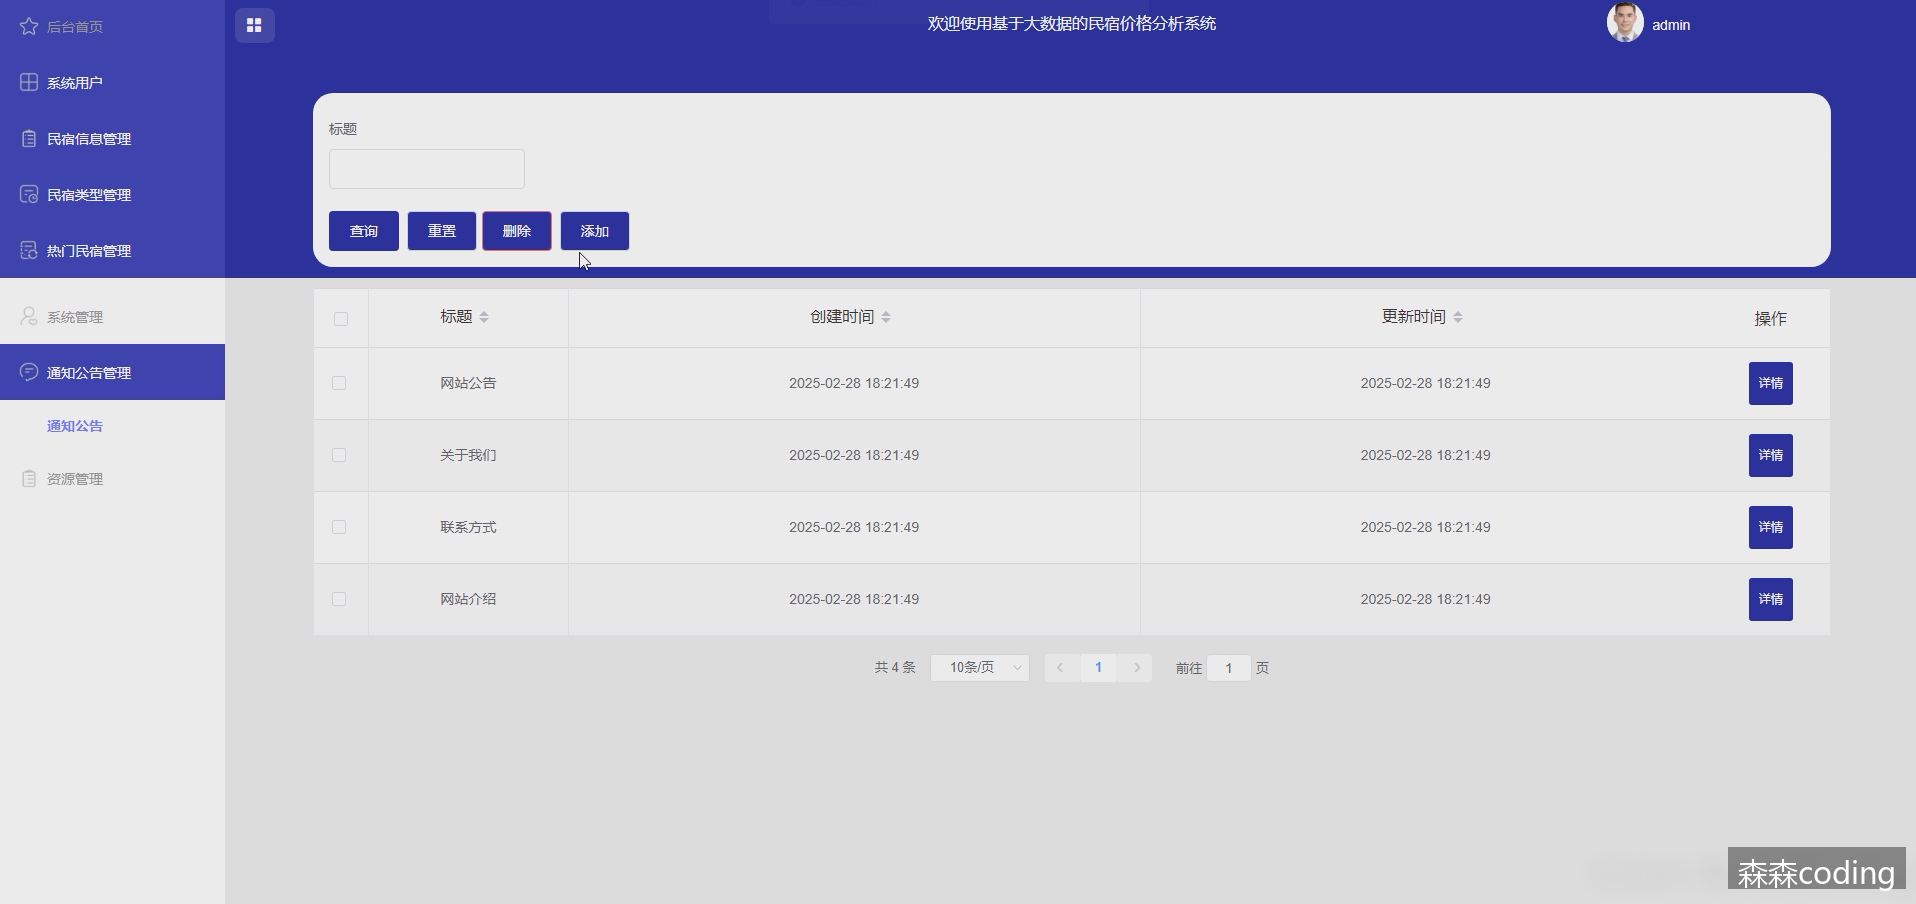 后台首页
系统用户
民宿信息管理
民宿类型管理
热门民宿管理
系统管理
通知公告管理
通知公告
资源管理
欢迎使用基于大数据的民宿价格分析系统
admin
标题
查询 重置 删除 添加
标题 创建时间 更新时间 操作
网站公告 2025-02-28 18:21:49 2025-02-28 18:21:49 详情
关于我们 2025-02-28 18:21:49 2025-02-28 18:21:49 详情
联系方式 2025-02-28 18:21:49 2025-02-28 18:21:49 详情
网站介绍 2025-02-28 18:21:49 2025-02-28 18:21:49 详情
共 4 条 10条/页 1 前往 1 页
森森coding